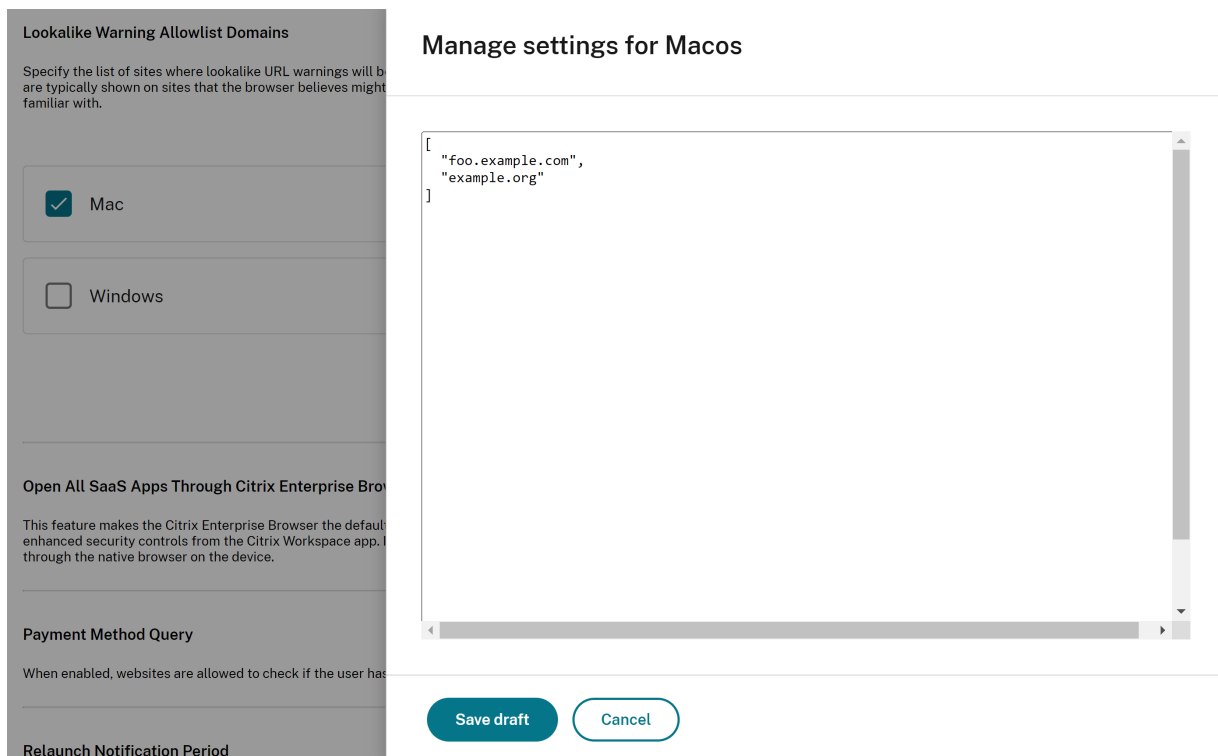 Lookalike Warning Allowlist Domains
Specify the list of sites where lookalike URL warnings will b
are typically shown on sites that the browser believes might
familiar with.
Mac
Windows
Open All SaaS Apps Through Citrix Enterprise Bro
This feature makes the Citrix Enterprise Browser the defaul
enhanced security controls from the Citrix Workspace app. I
through the native browser on the device.
Payment Method Query
When enabled, websites are allowed to check if the user has
Relaunch Notification Period
Manage settings for Macos
[
  "foo.example.com",
  "example.org"
]
Save draft
Cancel